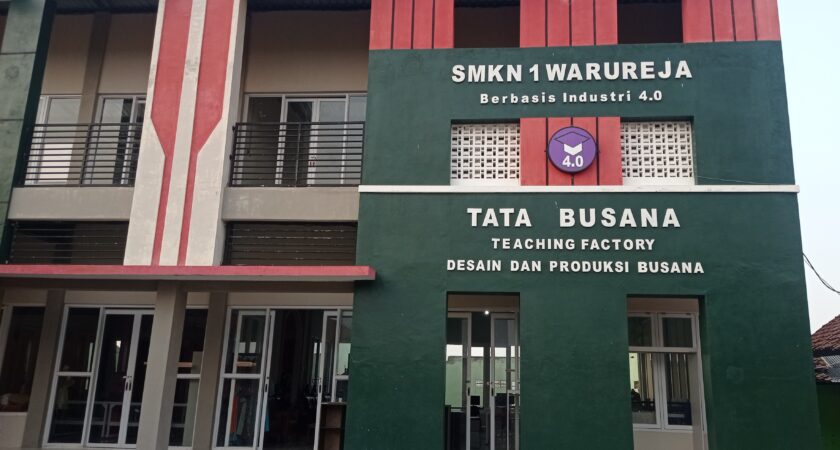 SMKN 1 WARUREJA
Berbasis Industri 4.0
4.0
TATA BUSANA
TEACHING FACTORY
DESAIN DAN PRODUKSI BUSANA